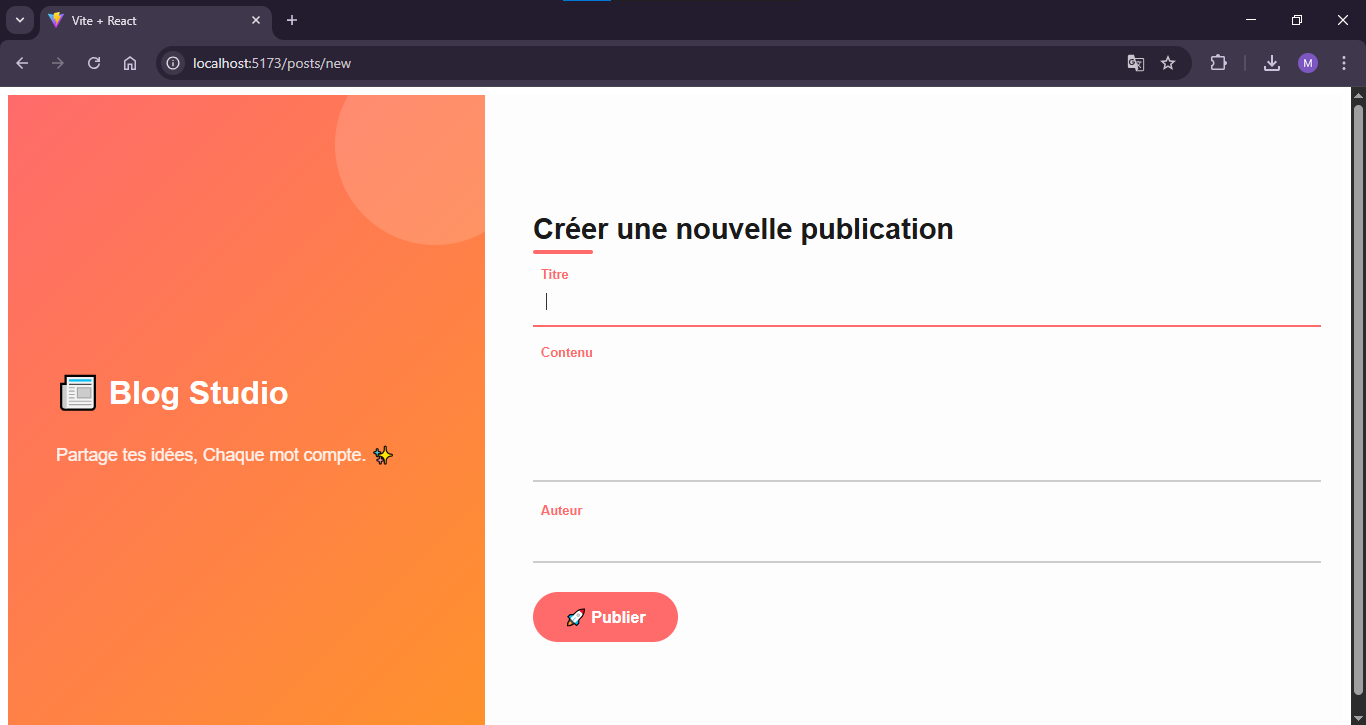 Vite + React
localhost:5173/posts/new
M
📰 Blog Studio
Partage tes idées, Chaque mot compte. ✨
Créer une nouvelle publication
Titre
Contenu
Auteur
🚀 Publier